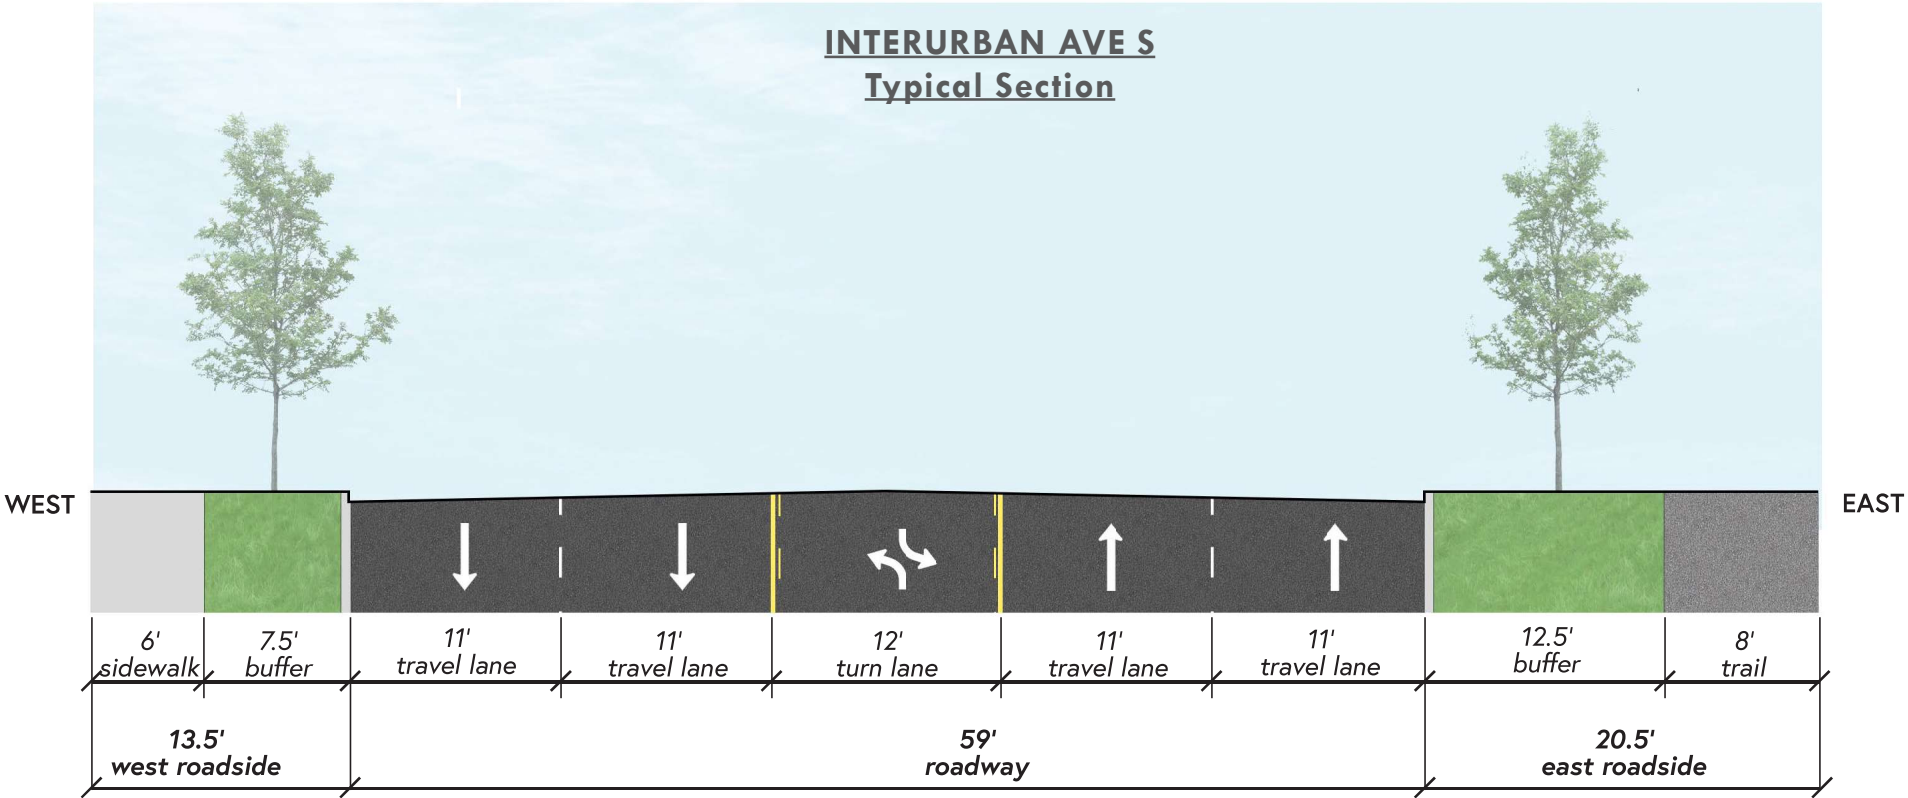 INTERURBAN AVE S
Typical Section
WEST
EAST
6'
sidewalk
7.5'
buffer
11'
travel lane
11'
travel lane
12'
turn lane
11'
travel lane
11'
travel lane
12.5'
buffer
8'
trail
13.5'
west roadside
59'
roadway
20.5'
east roadside